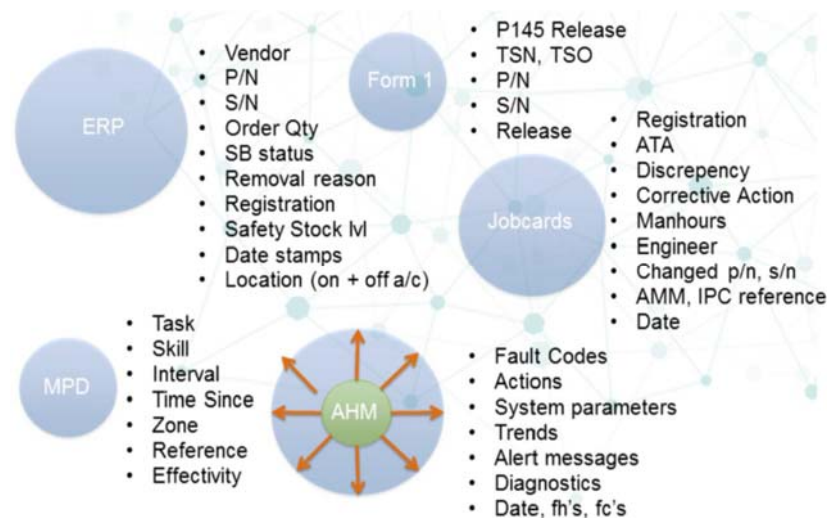 ERP
• Vendor
• P/N
• S/N
• Order Qty
• SB status
• Removal reason
• Registration
• Safety Stock lvl
• Date stamps
• Location (on + off a/c)
Form 1
• P145 Release
• TSN, TSO
• P/N
• S/N
• Release
Jobcards
• Registration
• ATA
• Discrepancy
• Corrective Action
• Manhours
• Engineer
• Changed p/n, s/n
• AMM, IPC reference
• Date
MPD
• Task
• Skill
• Interval
• Time Since
• Zone
• Reference
• Effectivity
AHM
• Fault Codes
• Actions
• System parameters
• Trends
• Alert messages
• Diagnostics
• Date, fh's, fc's